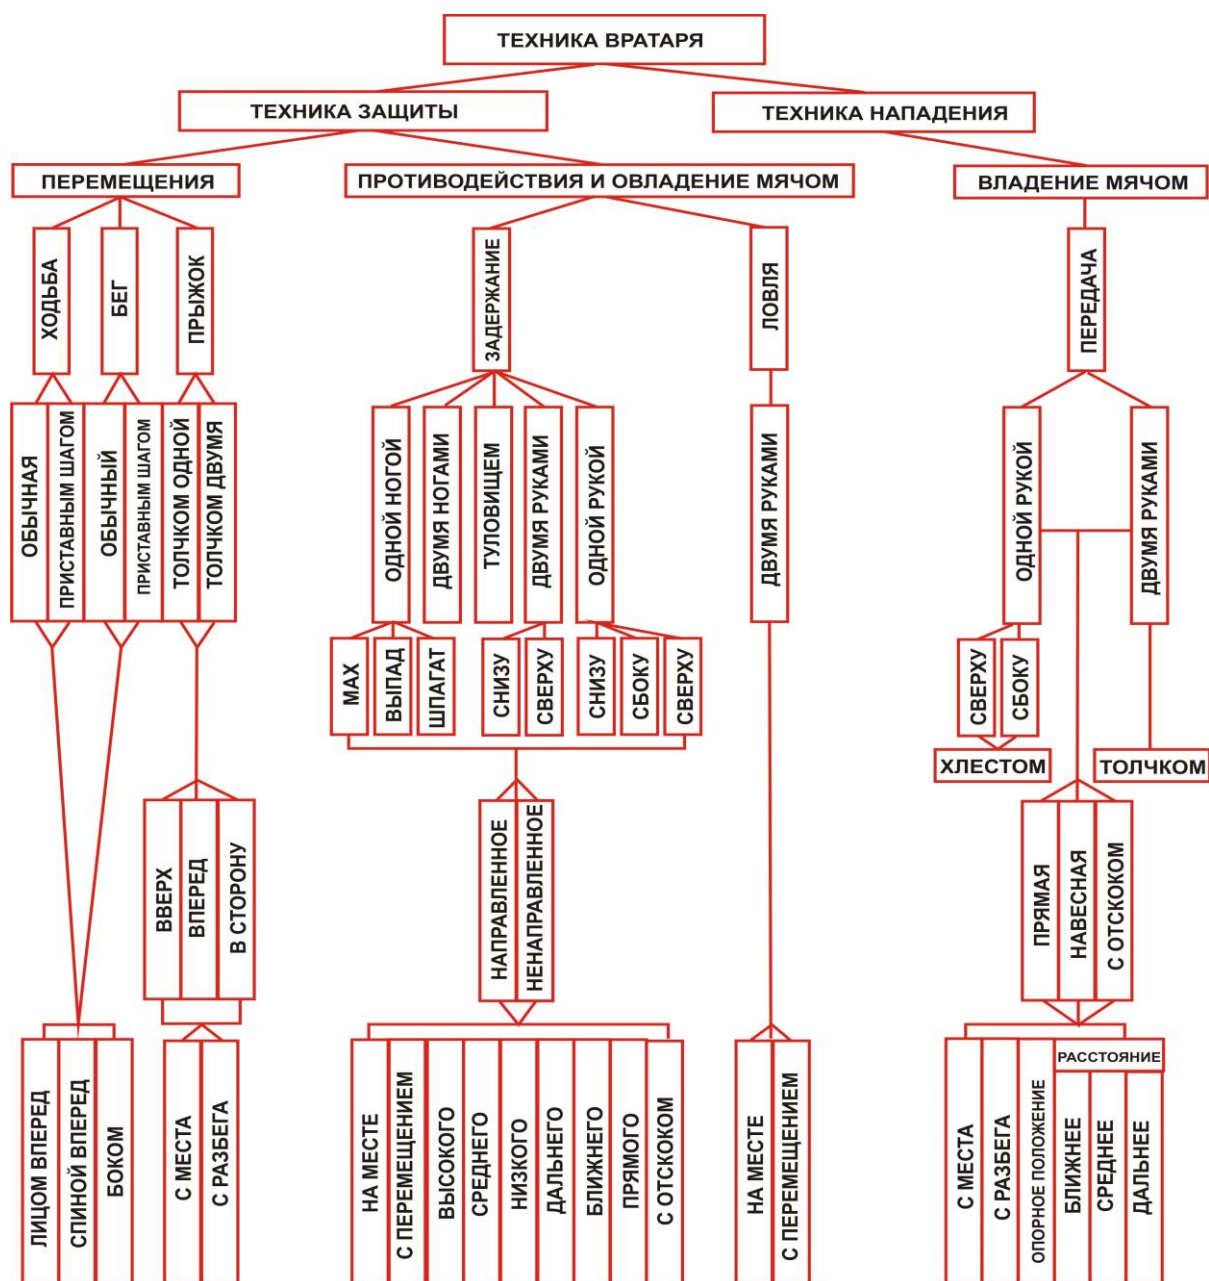 ТЕХНИКА ВРАТАРЯ
ТЕХНИКА ЗАЩИТЫ
ТЕХНИКА НАПАДЕНИЯ
ПЕРЕМЕЩЕНИЯ
ПРОТИВОДЕЙСТВИЯ И ОВЛАДЕНИЕ МЯЧОМ
ВЛАДЕНИЕ МЯЧОМ
ХОДЬБА
БЕГ
ПРЫЖОК
ЗАДЕРЖАНИЕ
ЛОВЛЯ
ПЕРЕДАЧА
ОБЫЧНАЯ
ПРИСТАВНЫМ ШАГОМ
ОБЫЧНЫЙ
ПРИСТАВНЫМ ШАГОМ
ТОЛЧКОМ ОДНОЙ
ТОЛЧКОМ ДВУМЯ
ОДНОЙ НОГОЙ
ДВУМЯ НОГАМИ
ТУЛОВИЩЕМ
ДВУМЯ РУКАМИ
ОДНОЙ РУКОЙ
ДВУМЯ РУКАМИ
ОДНОЙ РУКОЙ
ДВУМЯ РУКАМИ
МАХ
ВЫПАД
ШПАГАТ
СНИЗУ
СВЕРХУ
СНИЗУ
СБОКУ
СВЕРХУ
СВЕРХУ
СБОКУ
ХЛЕСТОМ
ТОЛЧКОМ
ВВЕРХ
ВПЕРЕД
В СТОРОНУ
НАПРАВЛЕННОЕ
НЕНАПРАВЛЕННОЕ
ПРЯМАЯ
НАВЕСНАЯ
С ОТСКОКОМ
ЛИЦОМ ВПЕРЕД
СПИНОЙ ВПЕРЕД
БОКОМ
С МЕСТА
С РАЗБЕГА
НА МЕСТЕ
С ПЕРЕМЕЩЕНИЕМ
ВЫСОКОГО
СРЕДНЕГО
НИЗКОГО
ДАЛЬНЕГО
БЛИЖНЕГО
ПРЯМОГО
С ОТСКОКОМ
НА МЕСТЕ
С ПЕРЕМЕЩЕНИЕМ
С МЕСТА
С РАЗБЕГА
ОПОРНОЕ ПОЛОЖЕНИЕ
РАССТОЯНИЕ
БЛИЖНЕЕ
СРЕДНЕЕ
ДАЛЬНЕЕ